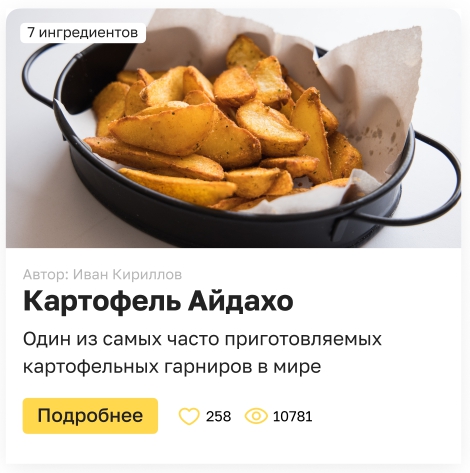 7 ингредиентов
Автор: Иван Кириллов
Картофель Айдахо
Один из самых часто приготовляемых
картофельных гарниров в мире
Подробнее 258 10781